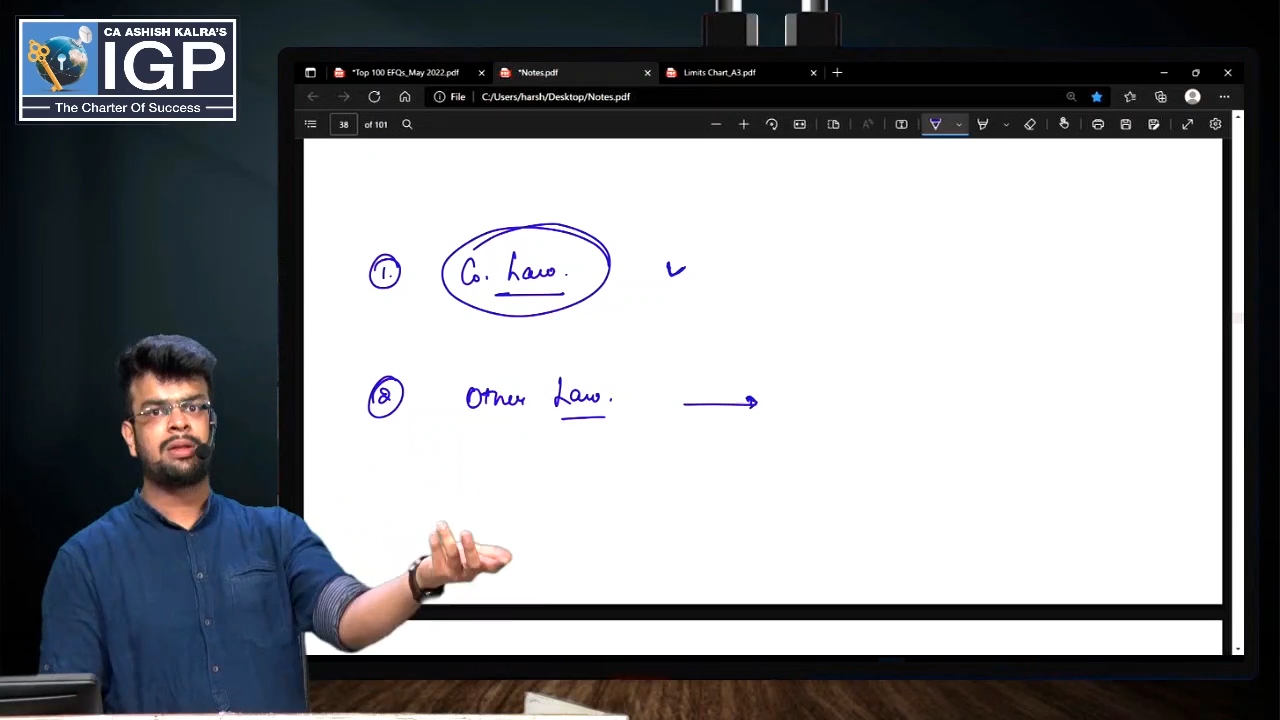 CA ASHISH KALRA'S
IGP
The Charter Of Success
*Top 100 EFQs_May 2022.pdf
*Notes.pdf
Limits Chart_A3.pdf
File C:/Users/harsh/Desktop/Notes.pdf
38 of 101
1. Co. Law.
2 Other Law.